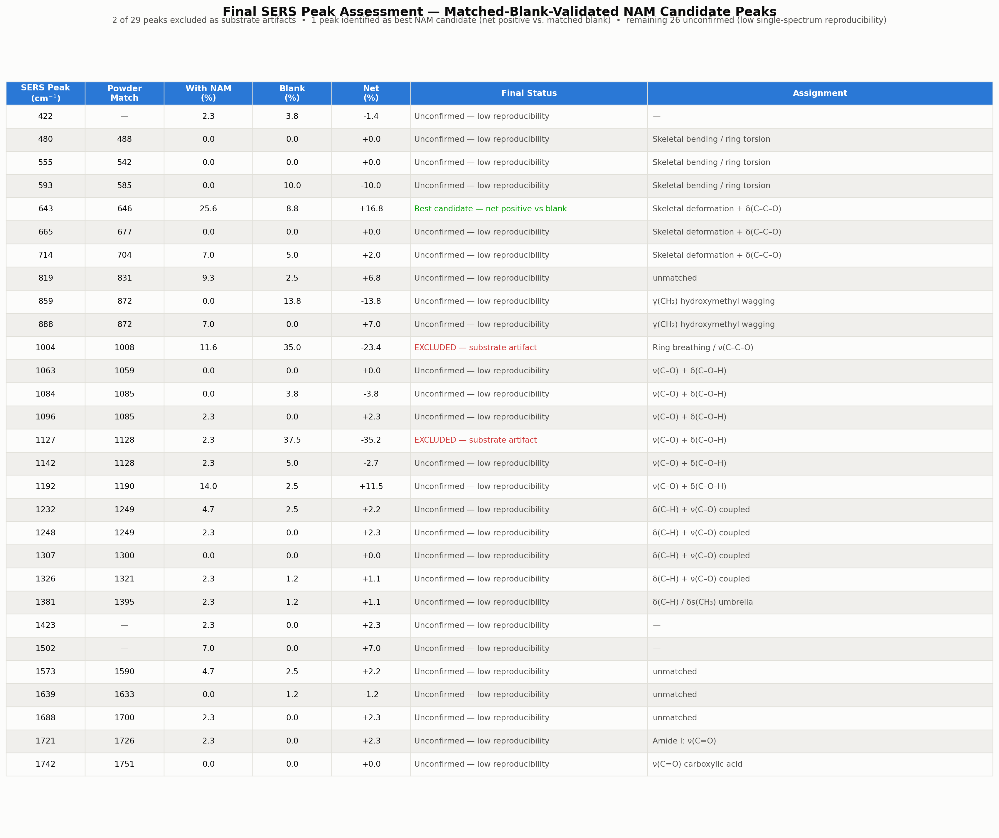 Final SERS Peak Assessment — Matched-Blank-Validated NAM Candidate Peaks
2 of 29 peaks excluded as substrate artifacts • 1 peak identified as best NAM candidate (net positive vs. matched blank) • remaining 26 unconfirmed (low single-spectrum reproducibility)
SERS Peak (cm⁻¹) Powder Match With NAM (%) Blank (%) Net (%) Final Status Assignment
422 — 2.3 3.8 -1.4 Unconfirmed — low reproducibility —
480 488 0.0 0.0 +0.0 Unconfirmed — low reproducibility Skeletal bending / ring torsion
555 542 0.0 0.0 +0.0 Unconfirmed — low reproducibility Skeletal bending / ring torsion
593 585 0.0 10.0 -10.0 Unconfirmed — low reproducibility Skeletal bending / ring torsion
643 646 25.6 8.8 +16.8 Best candidate — net positive vs blank Skeletal deformation + δ(C–C–O)
665 677 0.0 0.0 +0.0 Unconfirmed — low reproducibility Skeletal deformation + δ(C–C–O)
714 704 7.0 5.0 +2.0 Unconfirmed — low reproducibility Skeletal deformation + δ(C–C–O)
819 831 9.3 2.5 +6.8 Unconfirmed — low reproducibility unmatched
859 872 0.0 13.8 -13.8 Unconfirmed — low reproducibility γ(CH₂) hydroxymethyl wagging
888 872 7.0 0.0 +7.0 Unconfirmed — low reproducibility γ(CH₂) hydroxymethyl wagging
1004 1008 11.6 35.0 -23.4 EXCLUDED — substrate artifact Ring breathing / ν(C–C–O)
1063 1059 0.0 0.0 +0.0 Unconfirmed — low reproducibility ν(C–O) + δ(C–O–H)
1084 1085 0.0 3.8 -3.8 Unconfirmed — low reproducibility ν(C–O) + δ(C–O–H)
1096 1085 2.3 0.0 +2.3 Unconfirmed — low reproducibility ν(C–O) + δ(C–O–H)
1127 1128 2.3 37.5 -35.2 EXCLUDED — substrate artifact ν(C–O) + δ(C–O–H)
1142 1128 2.3 5.0 -2.7 Unconfirmed — low reproducibility ν(C–O) + δ(C–O–H)
1192 1190 14.0 2.5 +11.5 Unconfirmed — low reproducibility ν(C–O) + δ(C–O–H)
1232 1249 4.7 2.5 +2.2 Unconfirmed — low reproducibility δ(C–H) + ν(C–O) coupled
1248 1249 2.3 0.0 +2.3 Unconfirmed — low reproducibility δ(C–H) + ν(C–O) coupled
1307 1300 0.0 0.0 +0.0 Unconfirmed — low reproducibility δ(C–H) + ν(C–O) coupled
1326 1321 2.3 1.2 +1.1 Unconfirmed — low reproducibility δ(C–H) + ν(C–O) coupled
1381 1395 2.3 1.2 +1.1 Unconfirmed — low reproducibility δ(C–H) / δs(CH₃) umbrella
1423 — 2.3 0.0 +2.3 Unconfirmed — low reproducibility —
1502 — 7.0 0.0 +7.0 Unconfirmed — low reproducibility —
1573 1590 4.7 2.5 +2.2 Unconfirmed — low reproducibility unmatched
1639 1633 0.0 1.2 -1.2 Unconfirmed — low reproducibility unmatched
1688 1700 2.3 0.0 +2.3 Unconfirmed — low reproducibility unmatched
1721 1726 2.3 0.0 +2.3 Unconfirmed — low reproducibility Amide I: ν(C=O)
1742 1751 0.0 0.0 +0.0 Unconfirmed — low reproducibility ν(C=O) carboxylic acid